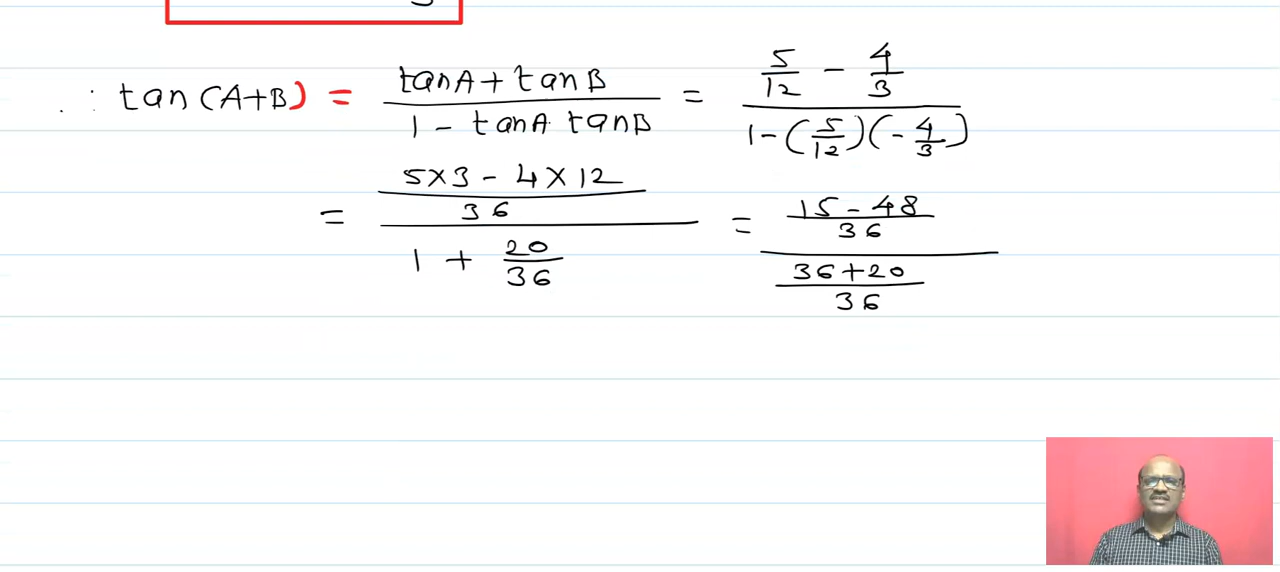 ∴ tan(A+B) = (tanA + tanB)/(1 - tanA tanB) = (5/12 - 4/3)/(1-(5/12)(-4/3))
= ((5×3 - 4×12)/36)/(1 + 20/36) = ((15-48)/36)/((36+20)/36)